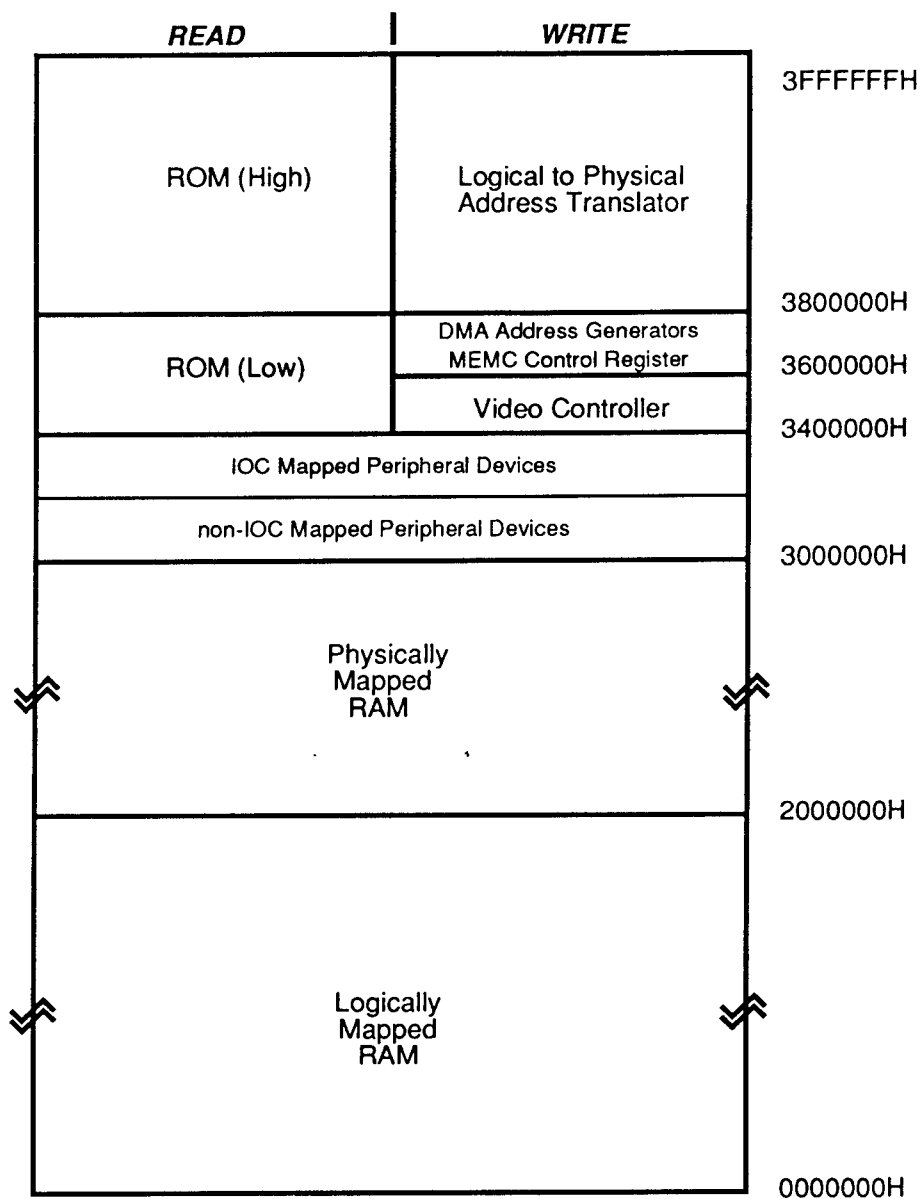 READ | WRITE
3FFFFFFH
ROM (High)
Logical to Physical
Address Translator
3800000H
DMA Address Generators
MEMC Control Register
ROM (Low)
3600000H
Video Controller
3400000H
IOC Mapped Peripheral Devices
non-IOC Mapped Peripheral Devices
3000000H
Physically
Mapped
RAM
2000000H
Logically
Mapped
RAM
0000000H